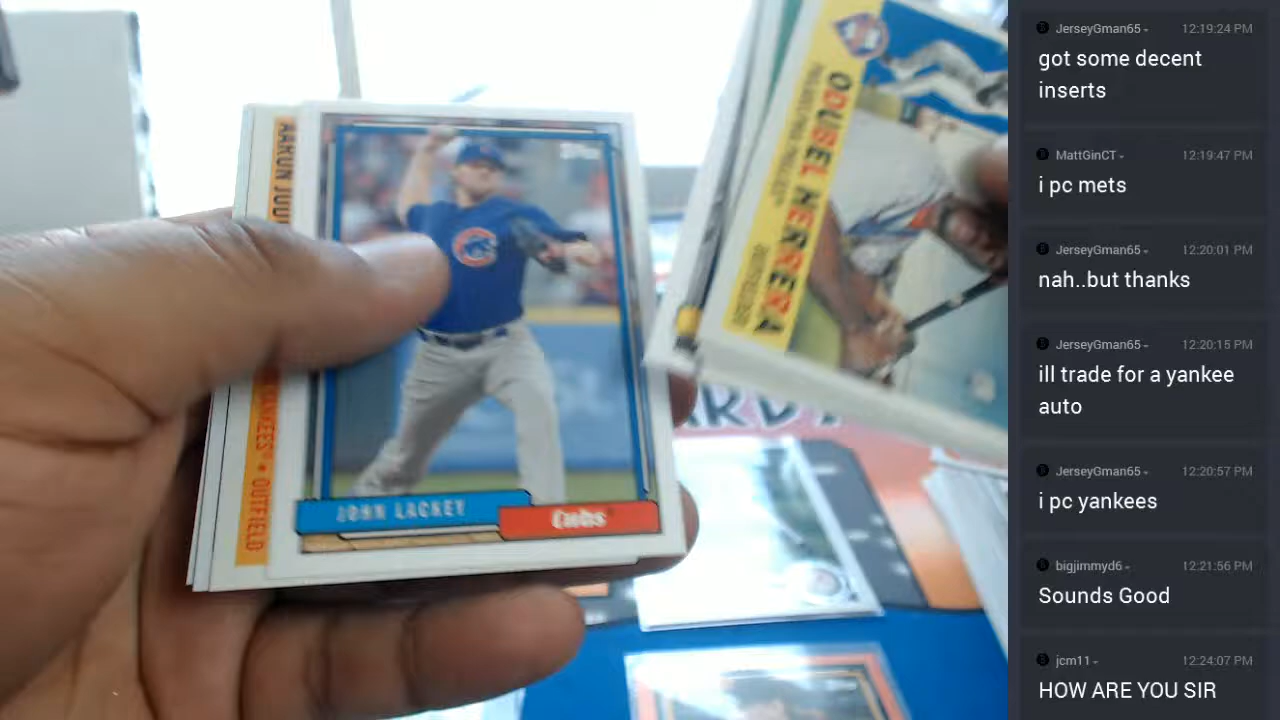 JerseyGman65
12:19:24 PM
got some decent
inserts
MattGinCT
12:19:47 PM
i pc mets
JerseyGman65
12:20:01 PM
nah..but thanks
JerseyGman65
12:20:15 PM
ill trade for a yankee
auto
JerseyGman65
12:20:57 PM
i pc yankees
bigjimmyd6
12:21:56 PM
Sounds Good
jcm11
12:24:07 PM
HOW ARE YOU SIR
ODUBEL HERRERA
PHILADELPHIA PHILLIES
OUTFIELDER
YANKEES • OUTFIELD
JOHN LACKEY
Cubs